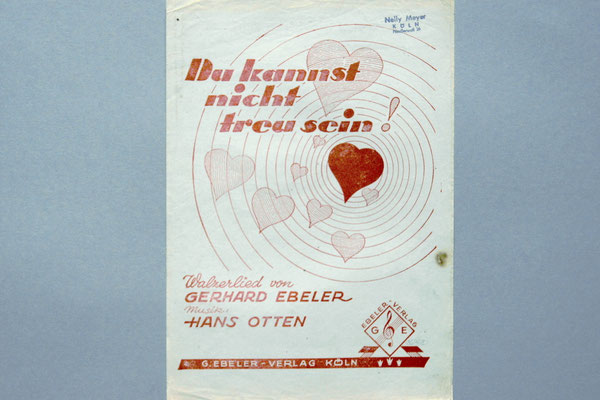 Nelly Meyer
KÖLN
Du kannst
nicht
treu sein!
Walzerlied von
GERHARD EBELER
Musik:
HANS OTTEN
EBELER-VERLAG
G E
G. EBELER-VERLAG KÖLN